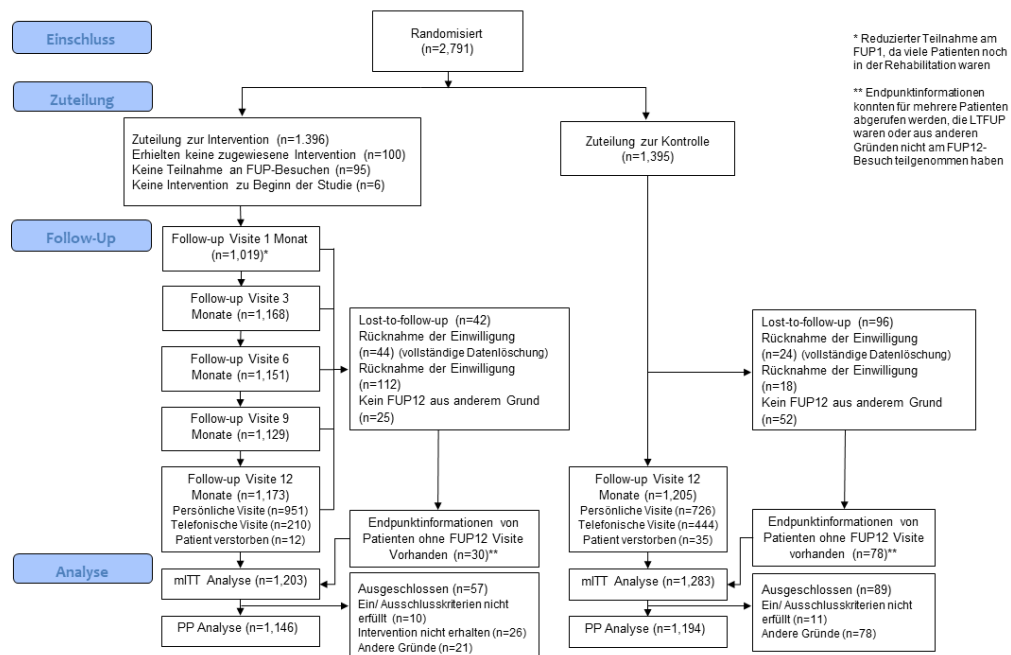 Einschluss
Randomisiert
(n=2,791)
* Reduzierter Teilnahme am
FUP1, da viele Patienten noch
in der Rehabilitation waren
** Endpunktinformationen
konnten für mehrere Patienten
abgerufen werden, die LTFUP
waren oder aus anderen
Gründen nicht am FUP12-
Besuch teilgenommen haben
Zuteilung
Zuteilung zur Intervention (n=1.396)
Erhielten keine zugewiesene Intervention (n=100)
Keine Teilnahme an FUP-Besuchen (n=95)
Keine Intervention zu Beginn der Studie (n=6)
Zuteilung zur Kontrolle
(n=1,395)
Follow-Up
Follow-up Visite 1 Monat
(n=1,019)*
Follow-up Visite 3
Monate (n=1,168)
Follow-up Visite 6
Monate (n=1,151)
Follow-up Visite 9
Monate (n=1,129)
Follow-up Visite 12
Monate (n=1,173)
Persönliche Visite (n=951)
Telefonische Visite (n=210)
Patient verstorben (n=12)
Lost-to-follow-up (n=42)
Rücknahme der Einwilligung
(n=44) (vollständige Datenlöschung)
Rücknahme der Einwilligung
(n=112)
Kein FUP12 aus anderem Grund
(n=25)
Endpunktinformationen von
Patienten ohne FUP12 Visite
Vorhanden (n=30)**
Follow-up Visite 12
Monate (n=1,205)
Persönliche Visite (n=726)
Telefonische Visite (n=444)
Patient verstorben (n=35)
Lost-to-follow-up (n=96)
Rücknahme der Einwilligung
(n=24) (vollständige Datenlöschung)
Rücknahme der Einwilligung
(n=18)
Kein FUP12 aus anderem Grund
(n=52)
Endpunktinformationen von
Patienten ohne FUP12 Visite
vorhanden (n=78)**
Analyse
mITT Analyse (n=1,203)
PP Analyse (n=1,146)
Ausgeschlossen (n=57)
Ein/ Ausschlusskriterien nicht
erfüllt (n=10)
Intervention nicht erhalten (n=26)
Andere Gründe (n=21)
mITT Analyse (n=1,283)
PP Analyse (n=1,194)
Ausgeschlossen (n=89)
Ein/ Ausschlusskriterien nicht
erfüllt (n=11)
Andere Gründe (n=78)